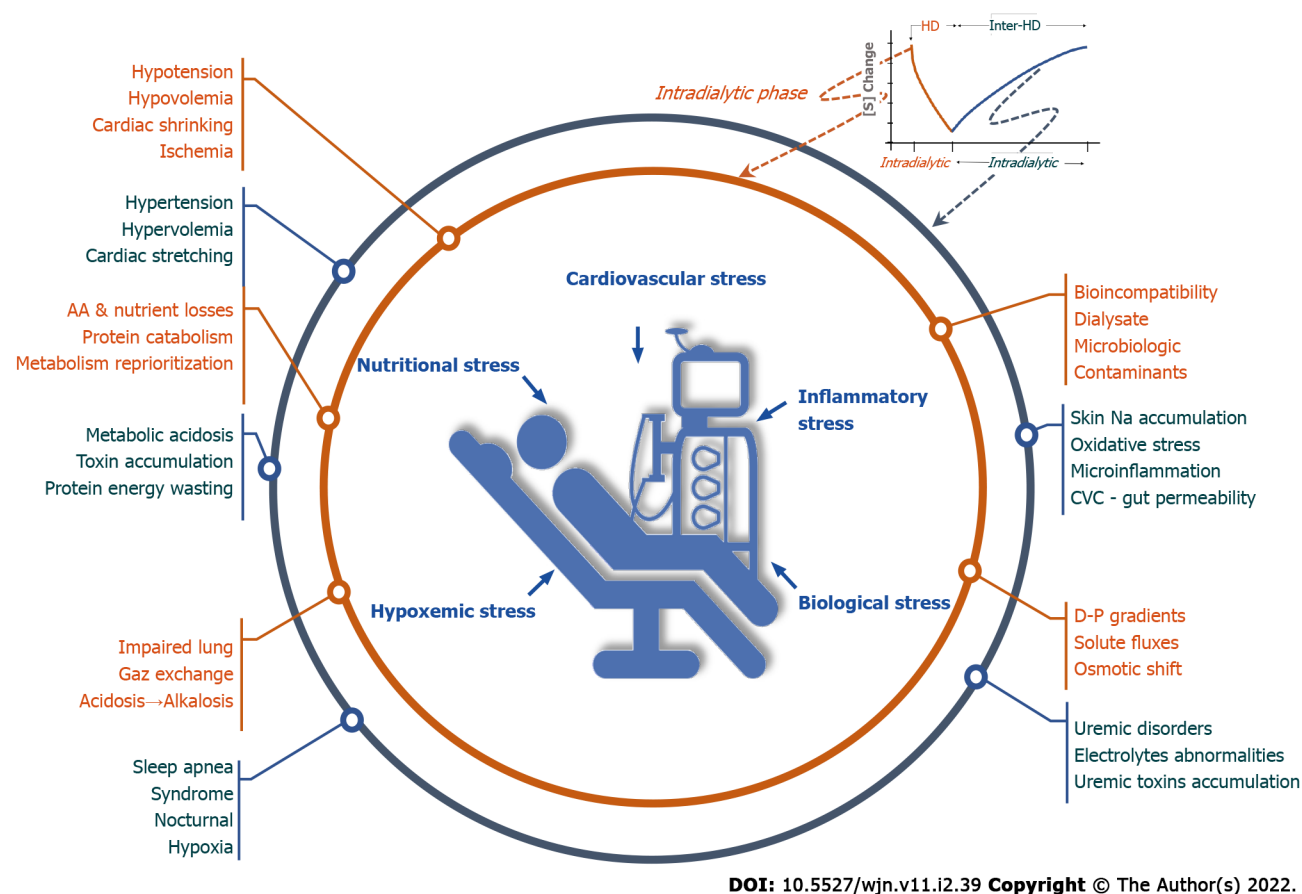 HD
Inter-HD
[S] Change
Intradialytic phase
Intradialytic
Intradialytic
Hypotension
Hypovolemia
Cardiac shrinking
Ischemia
Hypertension
Hypervolemia
Cardiac stretching
AA & nutrient losses
Protein catabolism
Metabolism reprioritization
Metabolic acidosis
Toxin accumulation
Protein energy wasting
Impaired lung
Gaz exchange
Acidosis→Alkalosis
Sleep apnea
Syndrome
Nocturnal
Hypoxia
Cardiovascular stress
Nutritional stress
Inflammatory
stress
Hypoxemic stress
Biological stress
Bioincompatibility
Dialysate
Microbiologic
Contaminants
Skin Na accumulation
Oxidative stress
Microinflammation
CVC - gut permeability
D-P gradients
Solute fluxes
Osmotic shift
Uremic disorders
Electrolytes abnormalities
Uremic toxins accumulation
DOI: 10.5527/wjn.v11.i2.39 Copyright © The Author(s) 2022.